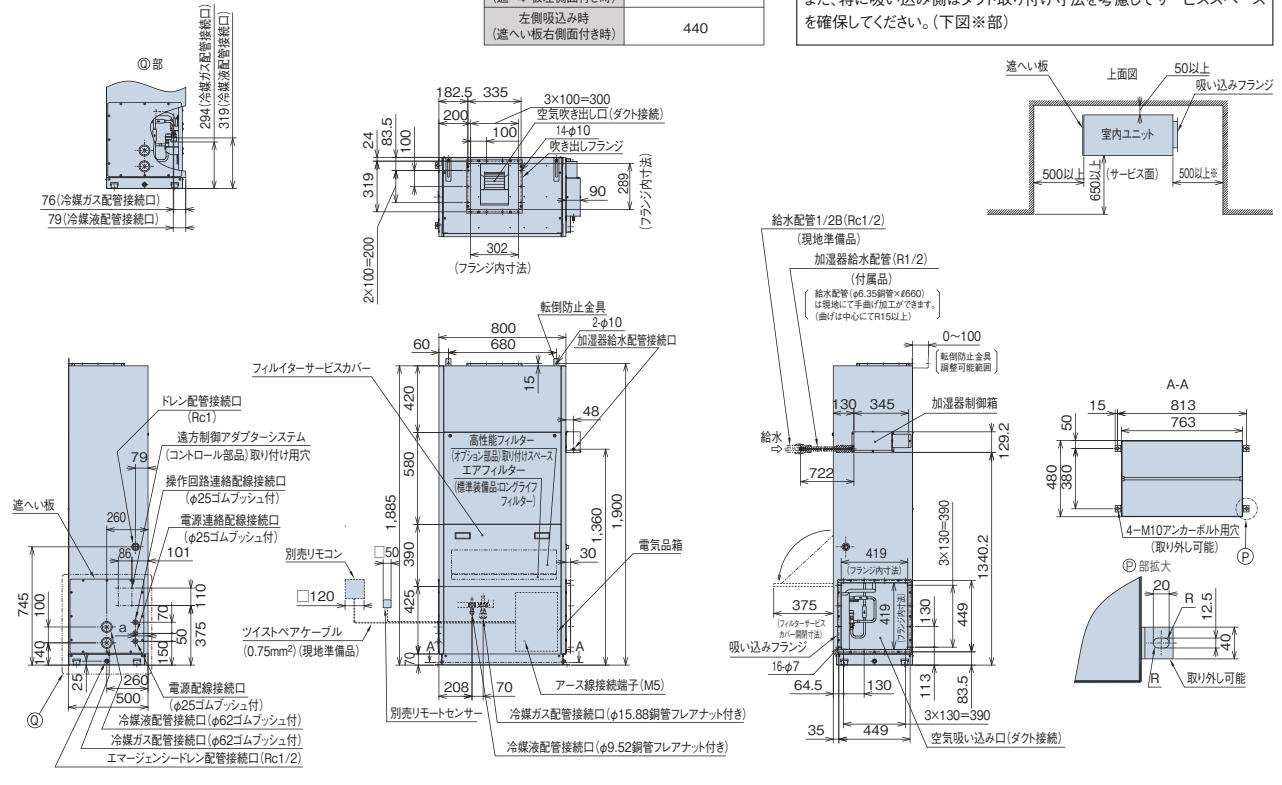 左側吸込み時
(遮へい板右側面付き時)
440
を確保してください。(下図※部)
Ⓠ部
294(冷媒ガス配管接続口)
319(冷媒液配管接続口)
76(冷媒ガス配管接続口)
79(冷媒液配管接続口)
182.5
335
200
3×100=300
空気吹き出し口(ダクト接続)
100
14-φ10
吹き出しフランジ
24
83.5
100
319
90
289
(フランジ内寸法)
302
(フランジ内寸法)
2×100=200
遮へい板
上面図
50以上
吸い込みフランジ
室内ユニット
500以上
650以上
(サービス面)
500以上※
給水配管1/2B(Rc1/2)
(現地準備品)
加湿器給水配管(R1/2)
(付属品)
給水配管(φ6.35銅管×ℓ660)
は現地にて手曲げ加工ができます。
(曲げは中心にてR15以上)
ドレン配管接続口
(Rc1)
遠方制御アダプターシステム
(コントロール部品)取り付け用穴
79
操作回路連絡配線接続口
(φ25ゴムブッシュ付)
遮へい板
260
電源連絡配線接続口
(φ25ゴムブッシュ付)
86
101
745
100
140
a
110
70
50
375
150
25
260
500
電源配線接続口
(φ25ゴムブッシュ付)
Ⓠ
冷媒液配管接続口(φ62ゴムブッシュ付)
冷媒ガス配管接続口(φ62ゴムブッシュ付)
エマージェンシードレン配管接続口(Rc1/2)
転倒防止金具
800
2-φ10
60
680
加湿器給水配管接続口
フィルイターサービスカバー
15
420
48
高性能フィルター
(オプション部品)取り付けスペース
エアフィルター
(標準装備品:ロングライフ
フィルター)
580
1,885
1,360
1,900
390
30
電気品箱
別売リモコン
□50
□120
425
ツイストペアケーブル
(0.75mm²)(現地準備品)
A
A
70
208
70
アース線接続端子(M5)
別売リモートセンサー
冷媒ガス配管接続口(φ15.88銅管フレアナット付き)
冷媒液配管接続口(φ9.52銅管フレアナット付き)
0〜100
転倒防止金具
調整可能範囲
130
345
加湿器制御箱
給水
129.2
722
3×130=390
1340.2
419
(フランジ内寸法)
375
(フィルターサービス
カバー開閉寸法)
419
(フランジ内寸法)
130
449
吸い込みフランジ
16-φ7
64.5
130
113
83.5
3×130=390
35
449
空気吸い込み口(ダクト接続)
A-A
15
813
50
763
480
380
4-M10アンカーボルト用穴
(取り外し可能)
Ⓟ
Ⓟ部拡大
20
R
12.5
40
R
取り外し可能